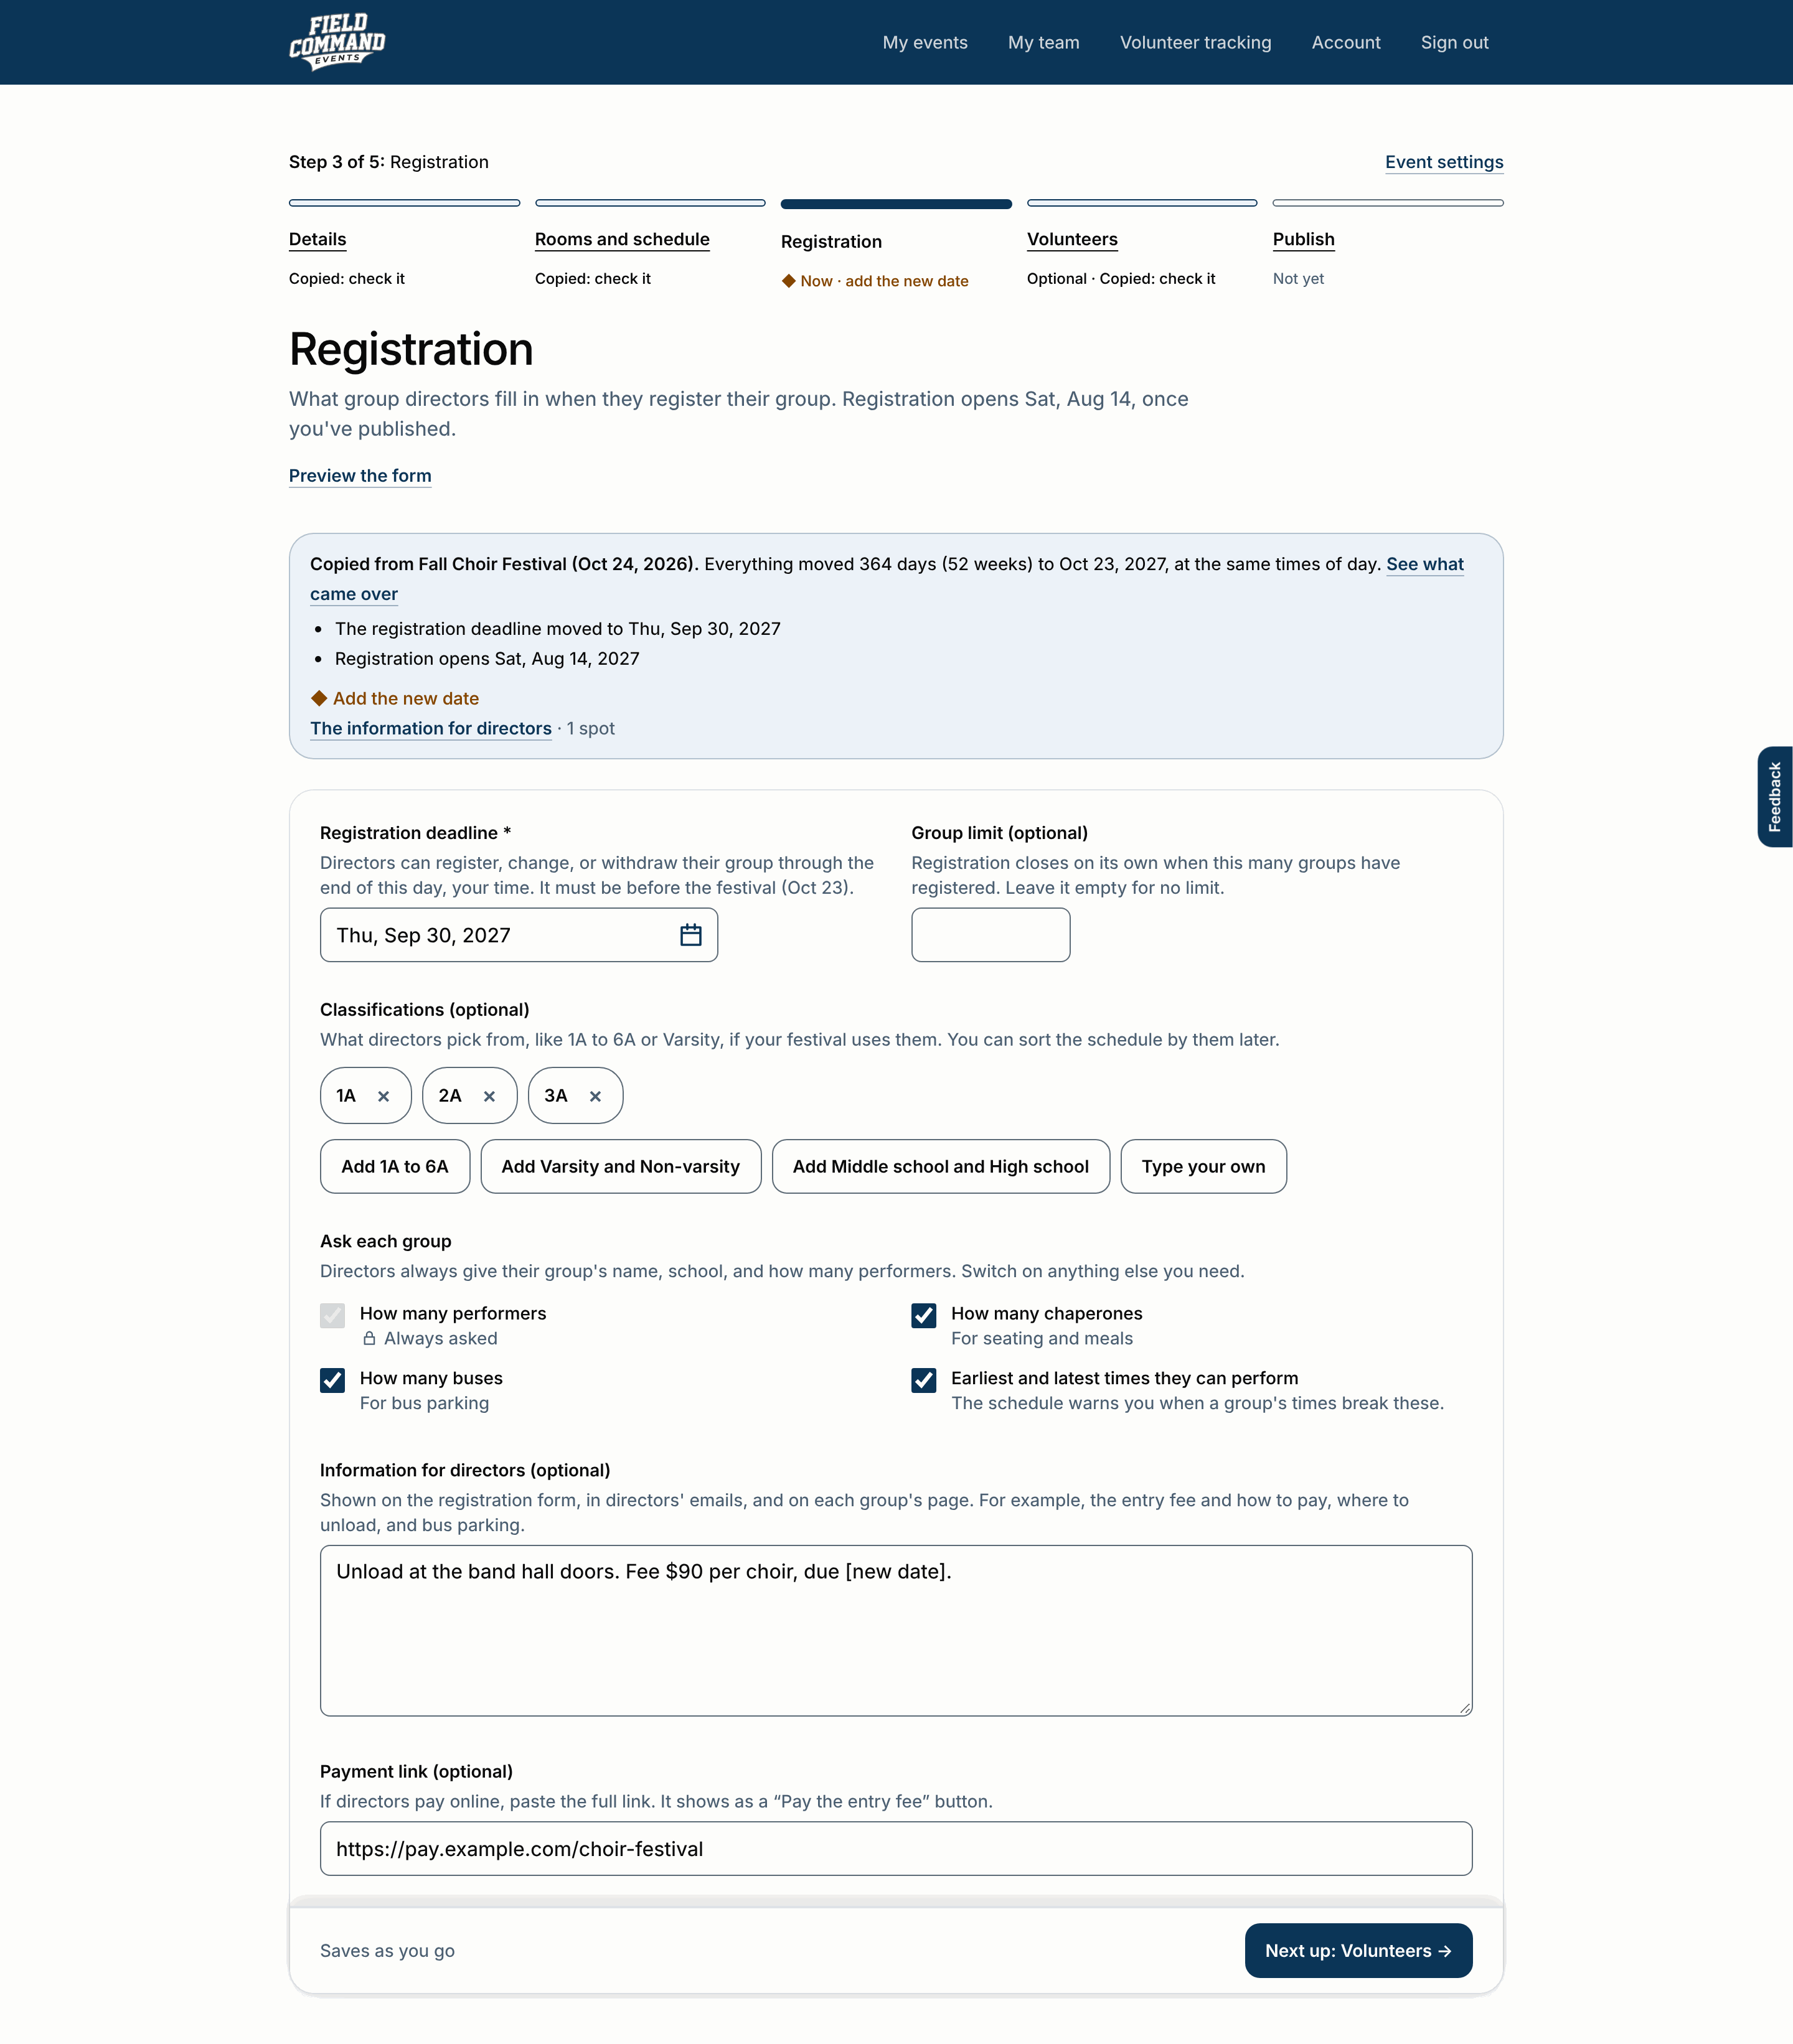 FIELD
COMMAND
EVENTS
My events
My team
Volunteer tracking
Account
Sign out
Step 3 of 5: Registration
Event settings
Details
Copied: check it
Rooms and schedule
Copied: check it
Registration
◆ Now · add the new date
Volunteers
Optional · Copied: check it
Publish
Not yet
Registration
What group directors fill in when they register their group. Registration opens Sat, Aug 14, once
you've published.
Preview the form
Copied from Fall Choir Festival (Oct 24, 2026). Everything moved 364 days (52 weeks) to Oct 23, 2027, at the same times of day. See what
came over
• The registration deadline moved to Thu, Sep 30, 2027
• Registration opens Sat, Aug 14, 2027
◆ Add the new date
The information for directors · 1 spot
Feedback
Registration deadline *
Directors can register, change, or withdraw their group through the
end of this day, your time. It must be before the festival (Oct 23).
Thu, Sep 30, 2027
Group limit (optional)
Registration closes on its own when this many groups have
registered. Leave it empty for no limit.
Classifications (optional)
What directors pick from, like 1A to 6A or Varsity, if your festival uses them. You can sort the schedule by them later.
1A ×
2A ×
3A ×
Add 1A to 6A
Add Varsity and Non-varsity
Add Middle school and High school
Type your own
Ask each group
Directors always give their group's name, school, and how many performers. Switch on anything else you need.
How many performers
Always asked
How many chaperones
For seating and meals
How many buses
For bus parking
Earliest and latest times they can perform
The schedule warns you when a group's times break these.
Information for directors (optional)
Shown on the registration form, in directors' emails, and on each group's page. For example, the entry fee and how to pay, where to
unload, and bus parking.
Unload at the band hall doors. Fee $90 per choir, due [new date].
Payment link (optional)
If directors pay online, paste the full link. It shows as a “Pay the entry fee” button.
https://pay.example.com/choir-festival
Saves as you go
Next up: Volunteers →